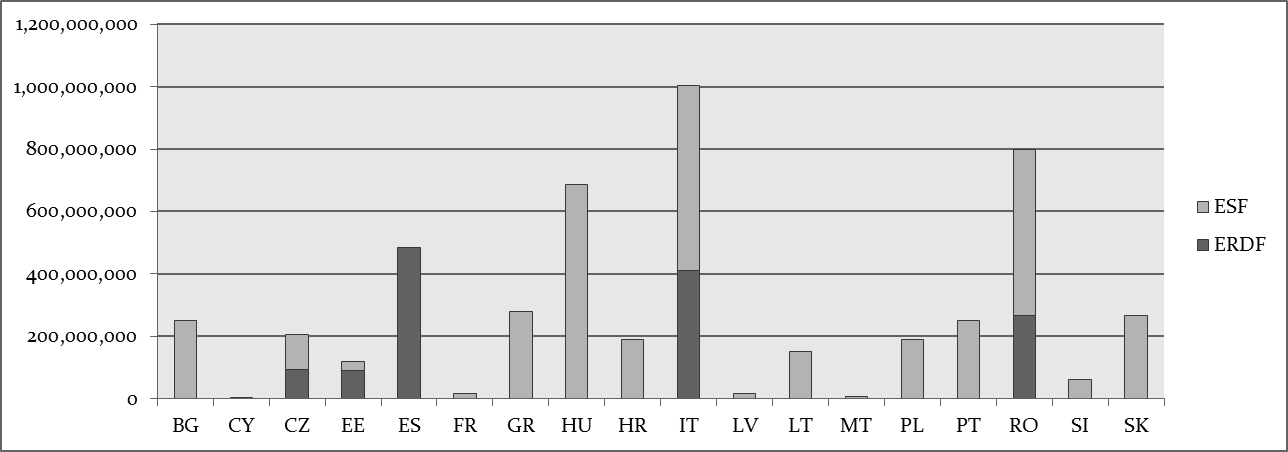 1,200,000,000
1,000,000,000
800,000,000
600,000,000
400,000,000
200,000,000
0
BG CY CZ EE ES FR GR HU HR IT LV LT MT PL PT RO SI SK
ESF
ERDF